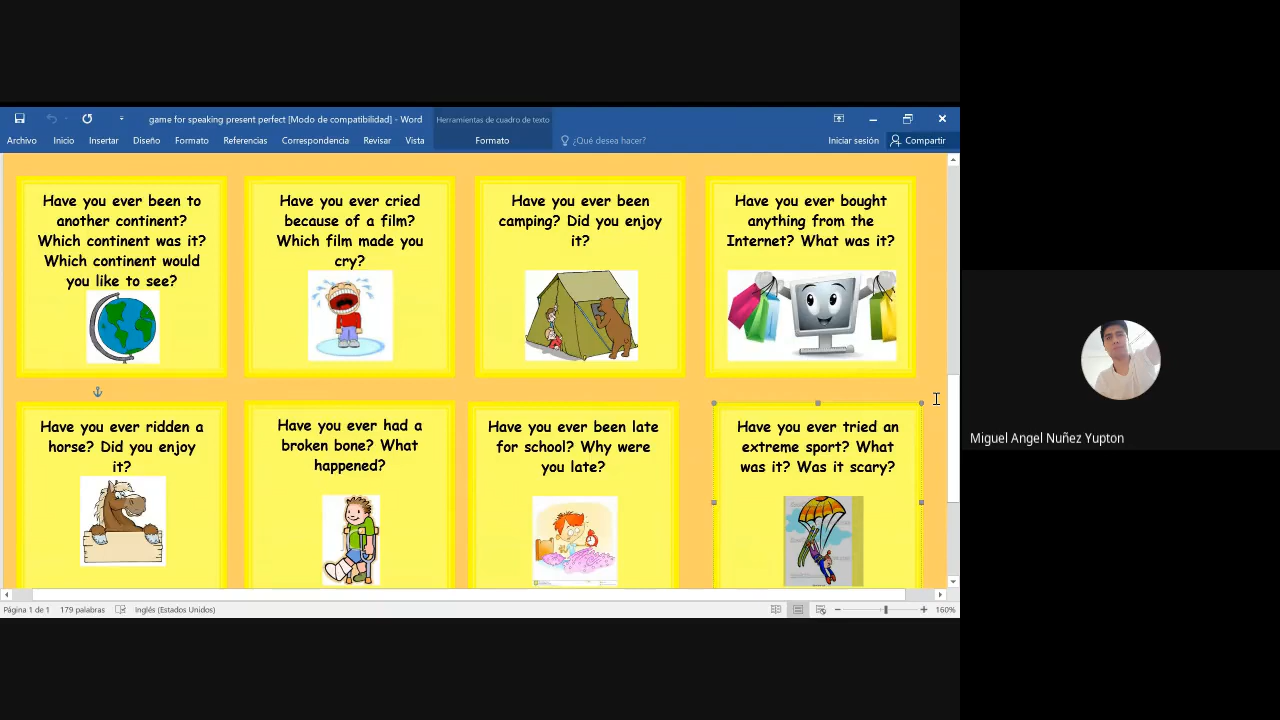 game for speaking present perfect [Modo de compatibilidad] - Word
Herramientas de cuadro de texto
Archivo
Inicio
Insertar
Diseño
Formato
Referencias
Correspondencia
Revisar
Vista
Formato
¿Qué desea hacer?
Iniciar sesión
Compartir
Have you ever been to
another continent?
Which continent was it?
Which continent would
you like to see?
Have you ever cried
because of a film?
Which film made you
cry?
Have you ever been
camping? Did you enjoy
it?
Have you ever bought
anything from the
Internet? What was it?
Have you ever ridden a
horse? Did you enjoy
it?
Have you ever had a
broken bone? What
happened?
Have you ever been late
for school? Why were
you late?
Have you ever tried an
extreme sport? What
was it? Was it scary?
Miguel Angel Nuñez Yupton
Página 1 de 1
179 palabras
Inglés (Estados Unidos)
160%